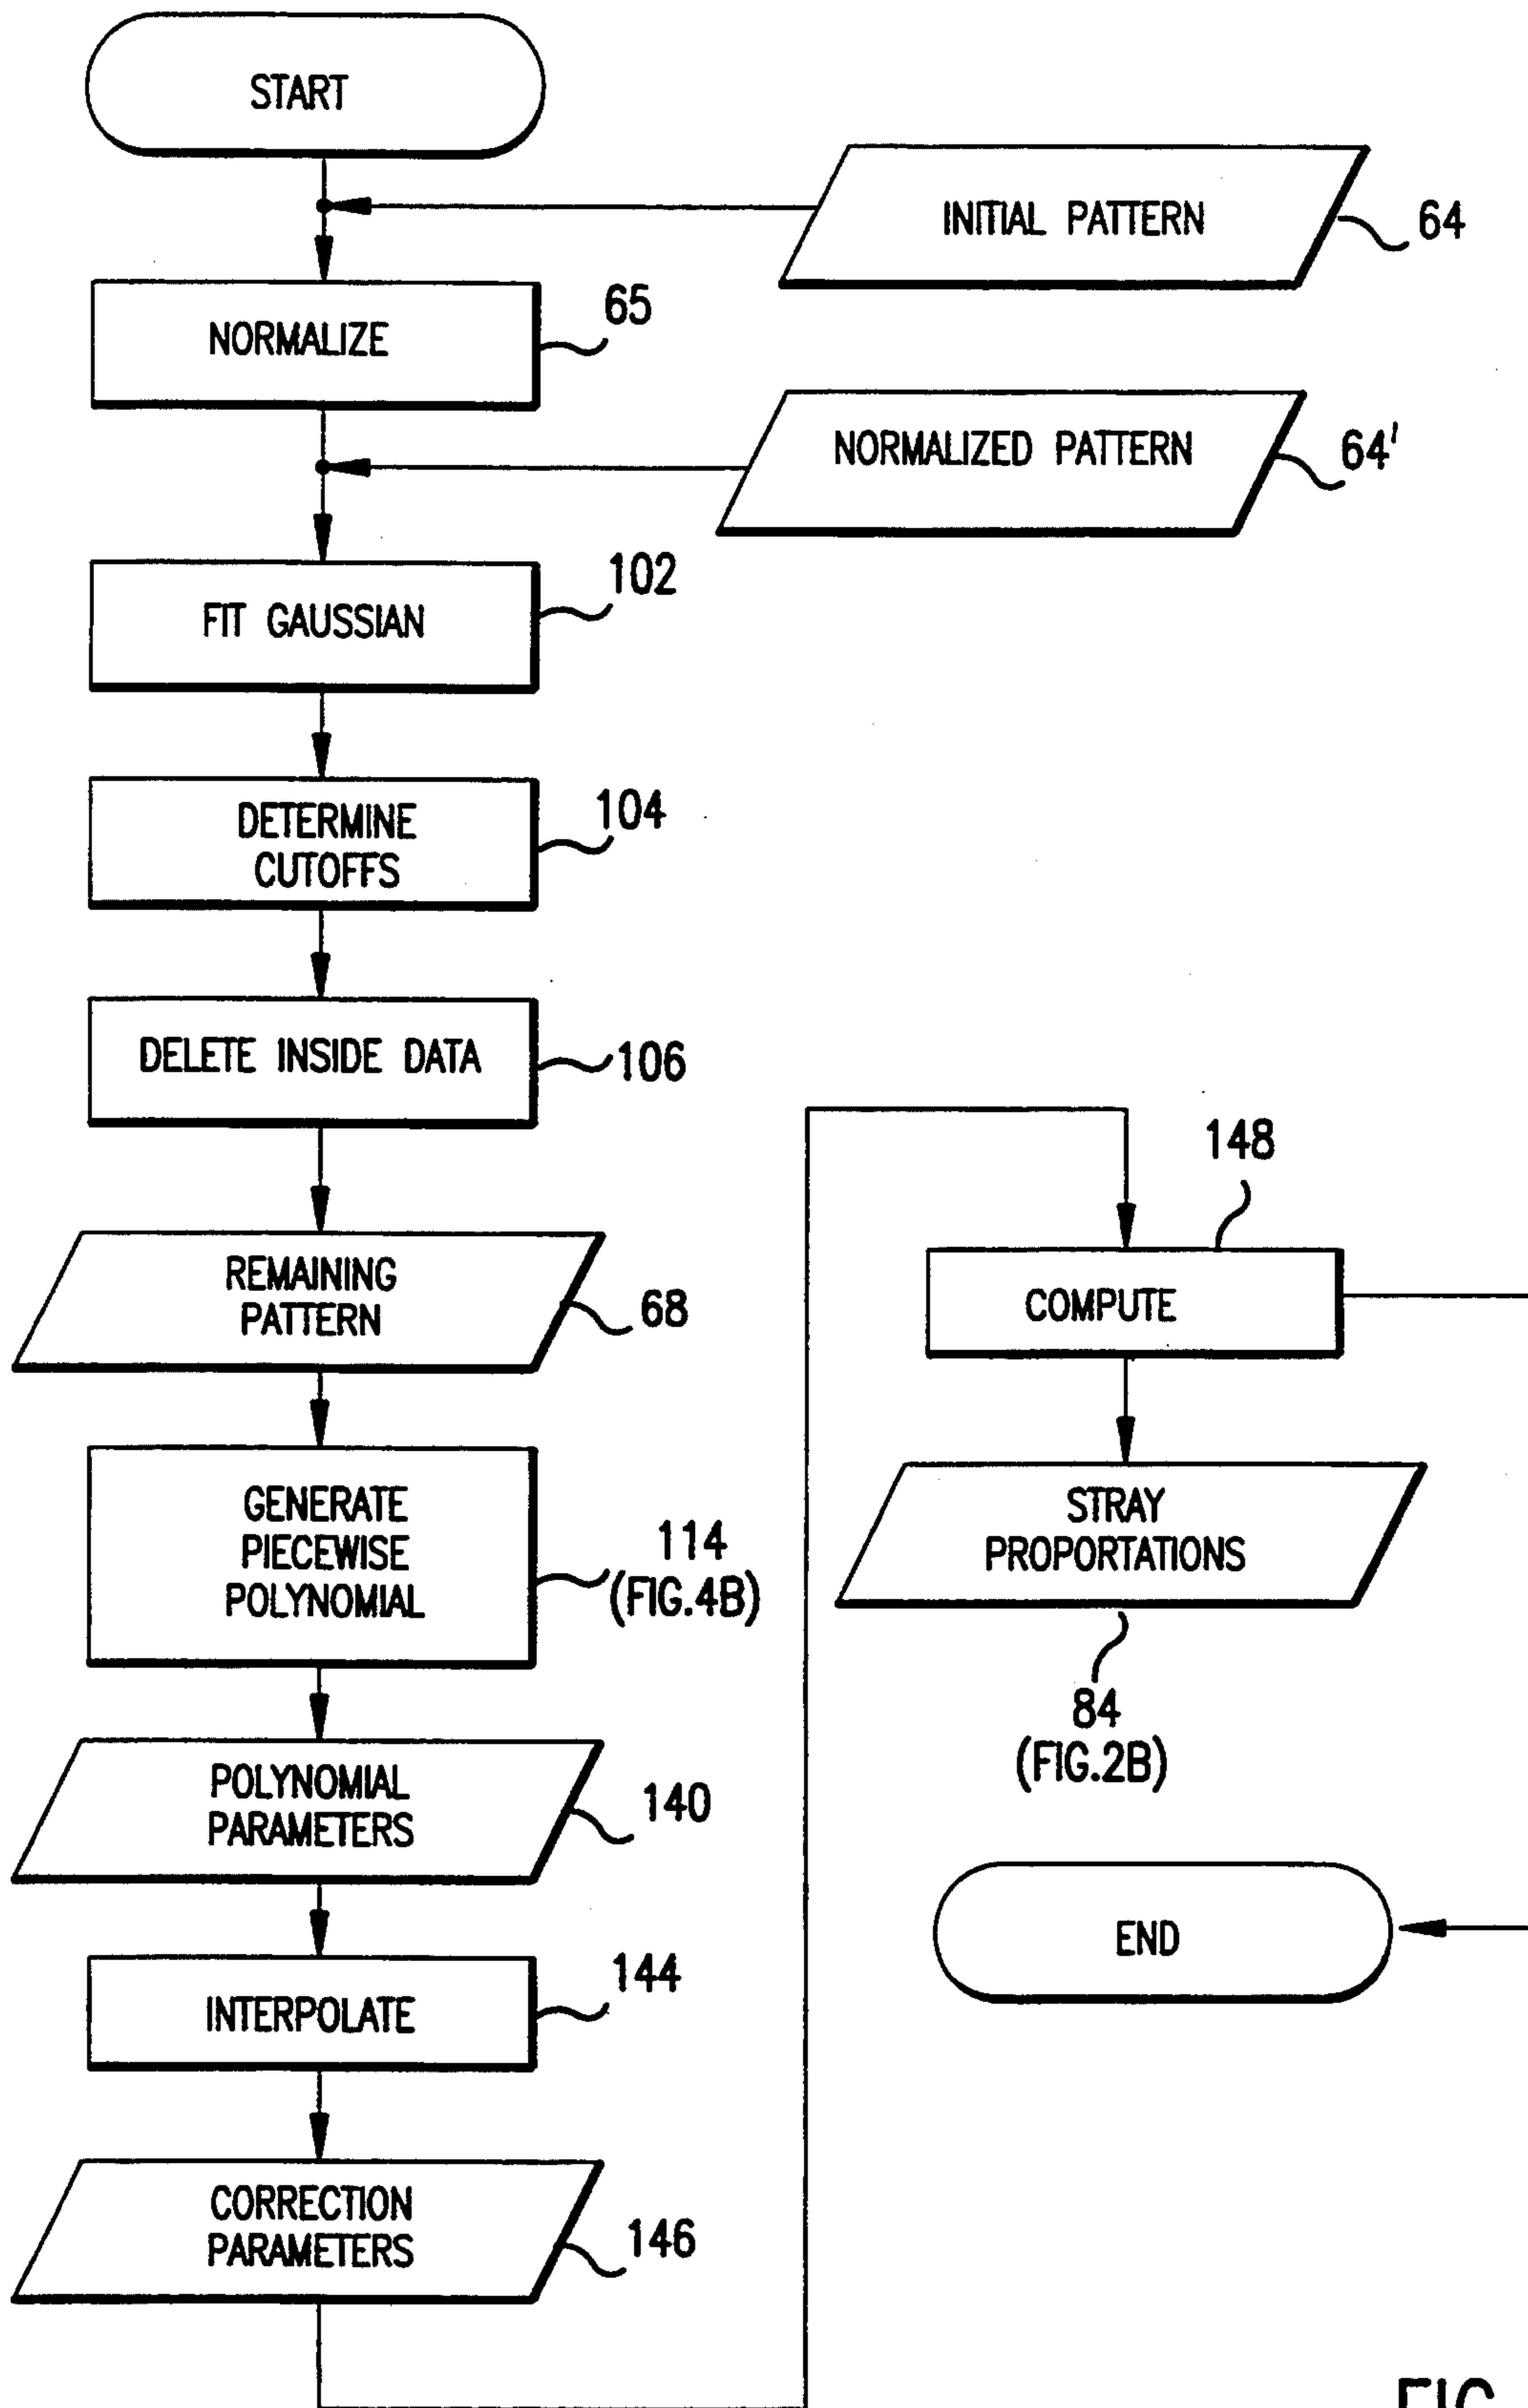 START
INITIAL PATTERN
64
NORMALIZE
65
NORMALIZED PATTERN
64'
FIT GAUSSIAN
102
DETERMINE
CUTOFFS
104
DELETE INSIDE DATA
106
REMAINING
PATTERN
68
GENERATE
PIECEWISE
POLYNOMIAL
114
(FIG.4B)
POLYNOMIAL
PARAMETERS
140
INTERPOLATE
144
CORRECTION
PARAMETERS
146
148
COMPUTE
STRAY
PROPORTATIONS
84
(FIG.2B)
END
FIG